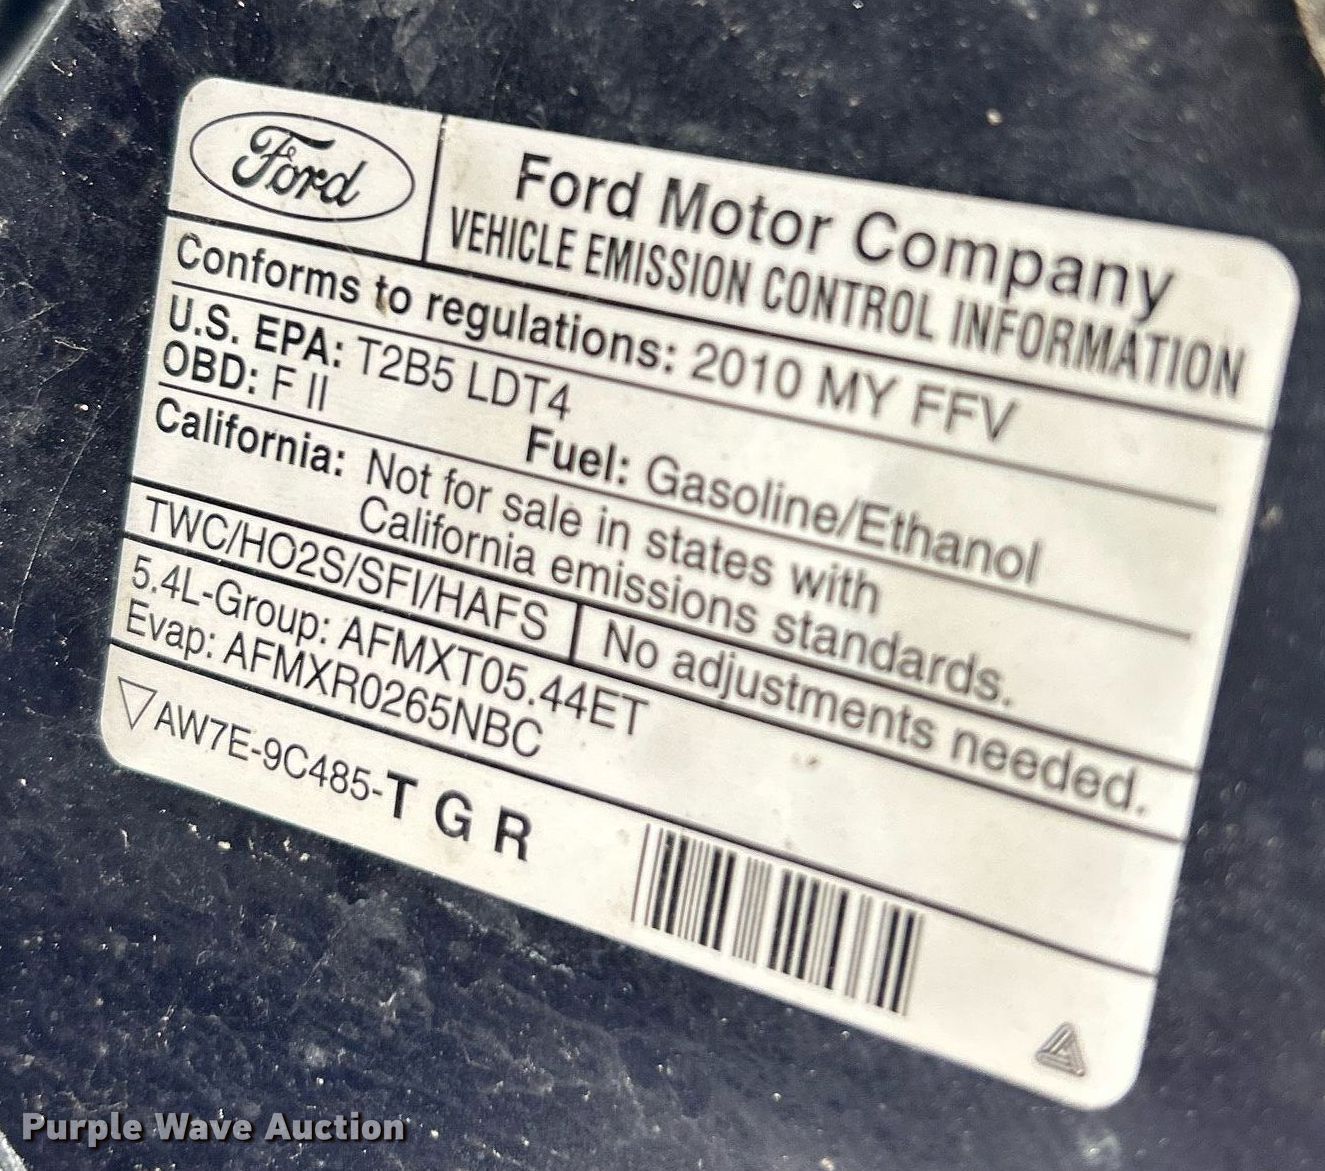 Ford
Ford Motor Company
VEHICLE EMISSION CONTROL INFORMATION
Conforms to regulations: 2010 MY FFV
U.S. EPA: T2B5 LDT4
OBD: F II
Fuel: Gasoline/Ethanol
California: Not for sale in states with
California emissions standards.
TWC/HO2S/SFI/HAFS
No adjustments needed.
5.4L-Group: AFMXT05.44ET
Evap: AFMXR0265NBC
AW7E-9C485-T G R
Purple Wave Auction